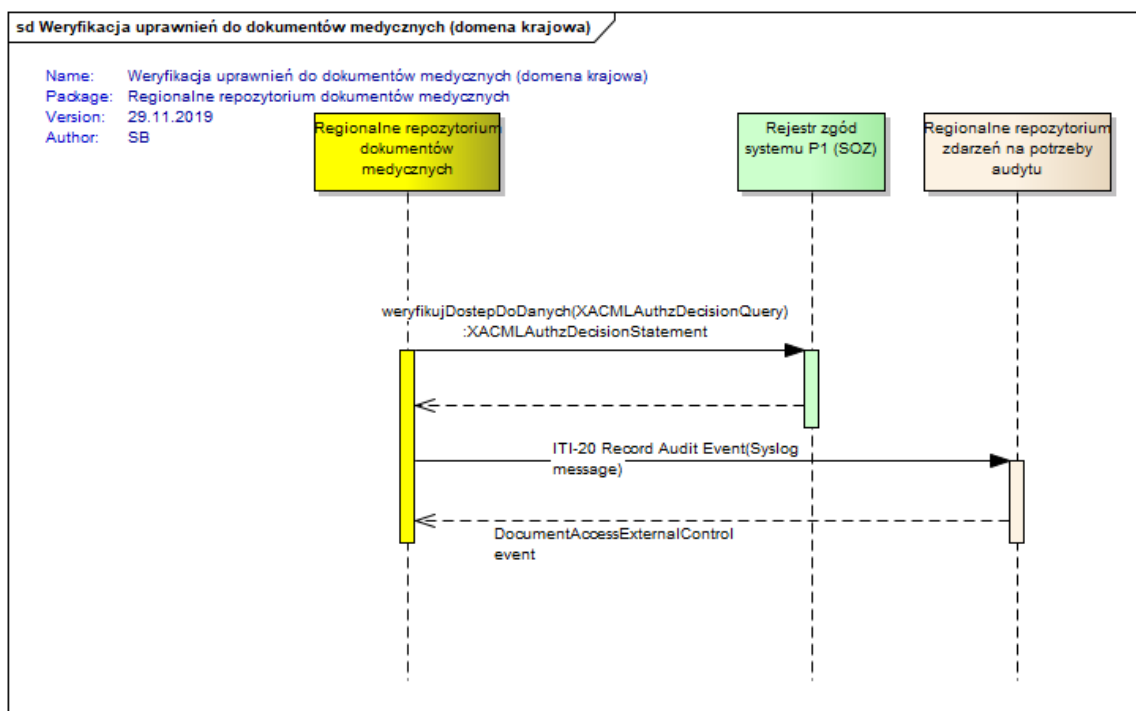 sd Weryfikacja uprawnień do dokumentów medycznych (domena krajowa)
Name: Weryfikacja uprawnień do dokumentów medycznych (domena krajowa)
Package: Regionalne repozytorium dokumentów medycznych
Version: 29.11.2019
Author: SB
Regionalne repozytorium
dokumentów
medycznych
Rejestr zgód
systemu P1 (SOZ)
Regionalne repozytorium
zdarzeń na potrzeby
audytu
weryfikujDostepDoDanych(XACMLAuthzDecisionQuery)
:XACMLAuthzDecisionStatement
ITI-20 Record Audit Event(Syslog
message)
DocumentAccessExternalControl
event